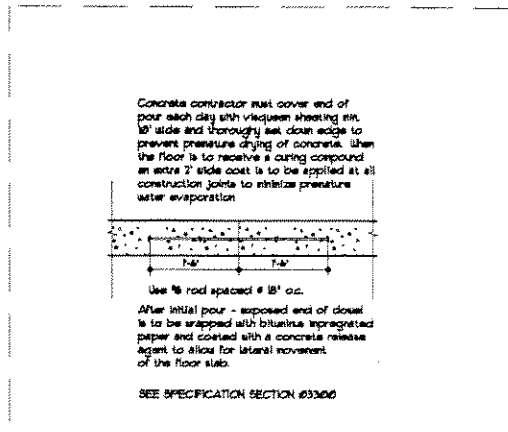 Concrete contractor must cover end of
pour each day with visqueen sheeting min.
10' wide and thoroughly wet down edge to
prevent premature drying of concrete. When
the floor is to receive a curing compound
an extra 2' wide coat is to be applied at all
construction joints to minimize premature
water evaporation
1'-6" 1'-6"
Use rod spaced @ 18" o.c.
After initial pour - exposed end of dowel
is to be wrapped with bitumins impregnated
paper and coated with a concrete release
agent to allow for lateral movement
of the floor slab.
SEE SPECIFICATION SECTION 03300